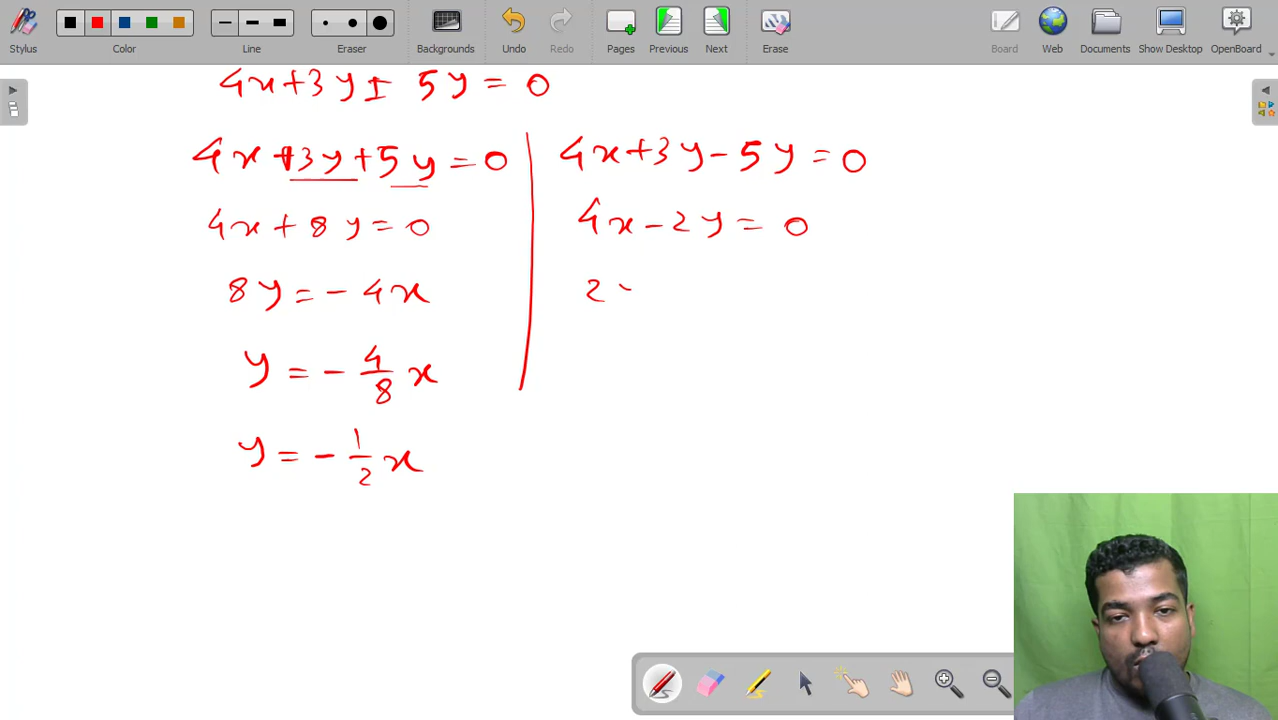 Stylus
Color
Line
Eraser
Backgrounds
Undo
Redo
Pages
Previous
Next
Erase
Board
Web
Documents
Show Desktop
OpenBoard
4x+3y ± 5y = 0
4x+3y+5y = 0
4x + 8y = 0
8y = - 4x
y = - 4/8 x
y = - 1/2 x
4x+3y-5y = 0
4x-2y = 0
2